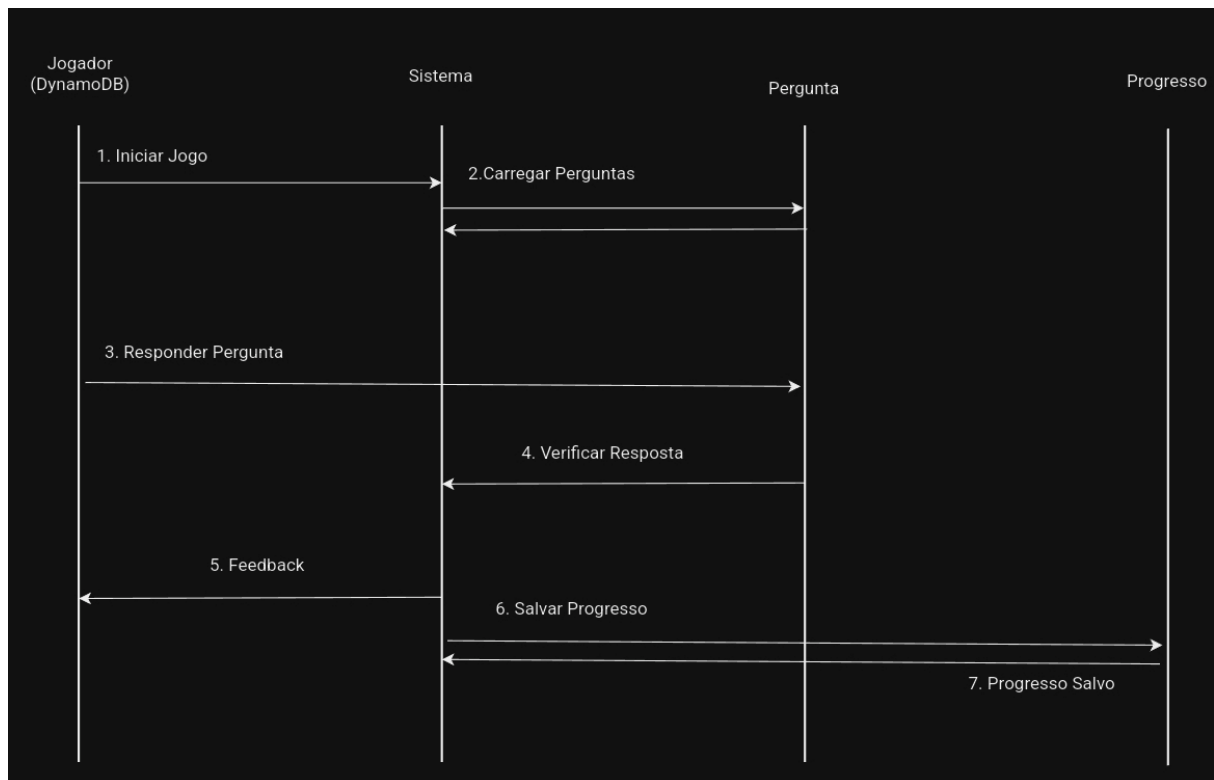 Jogador
(DynamoDB)
Sistema
Pergunta
Progresso
1. Iniciar Jogo
2.Carregar Perguntas
3. Responder Pergunta
4. Verificar Resposta
5. Feedback
6. Salvar Progresso
7. Progresso Salvo